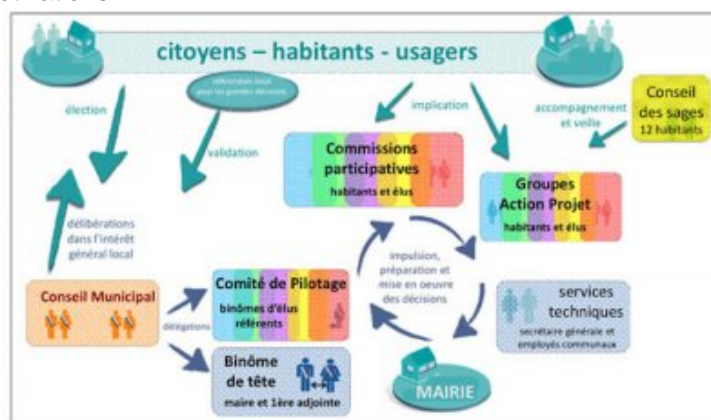 citoyens – habitants - usagers
référendum local
pour les grandes décisions
élection
implication
accompagnement
et veille
Conseil
des sages
12 habitants
validation
Commissions
participatives
habitants et élus
Groupes
Action Projet
habitants et élus
délibérations
dans l'intérêt
général local
impulsion,
préparation et
mise en oeuvre
des décisions
Conseil Municipal
délégations
Comité de Pilotage
binômes d'élus
référents
services
techniques
secrétaire générale et
employés communaux
Binôme
de tête
maire et 1ère adjointe
MAIRIE